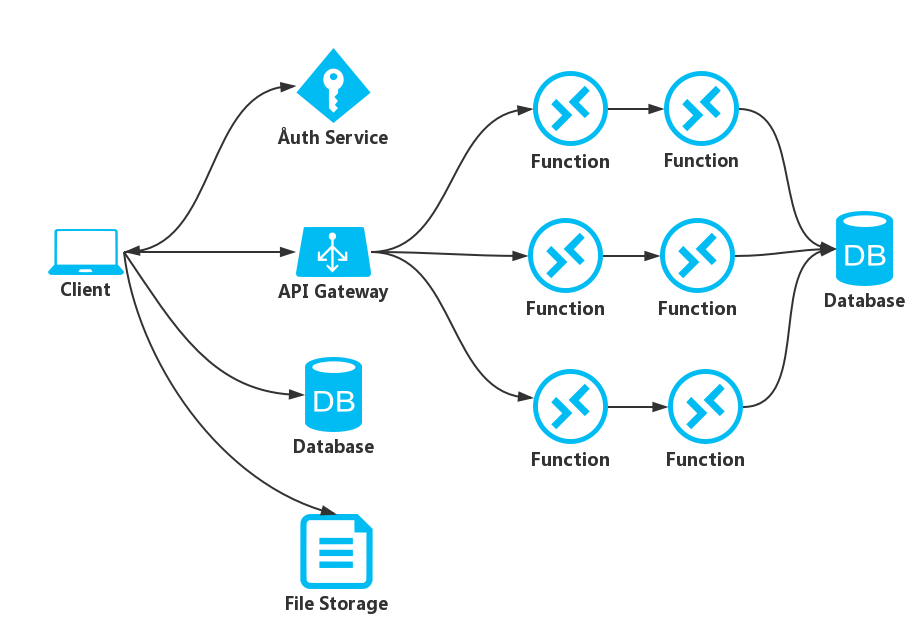 Åuth Service
Function
Function
Client
API Gateway
DB
Database
Function
Function
DB
Database
Function
Function
File Storage